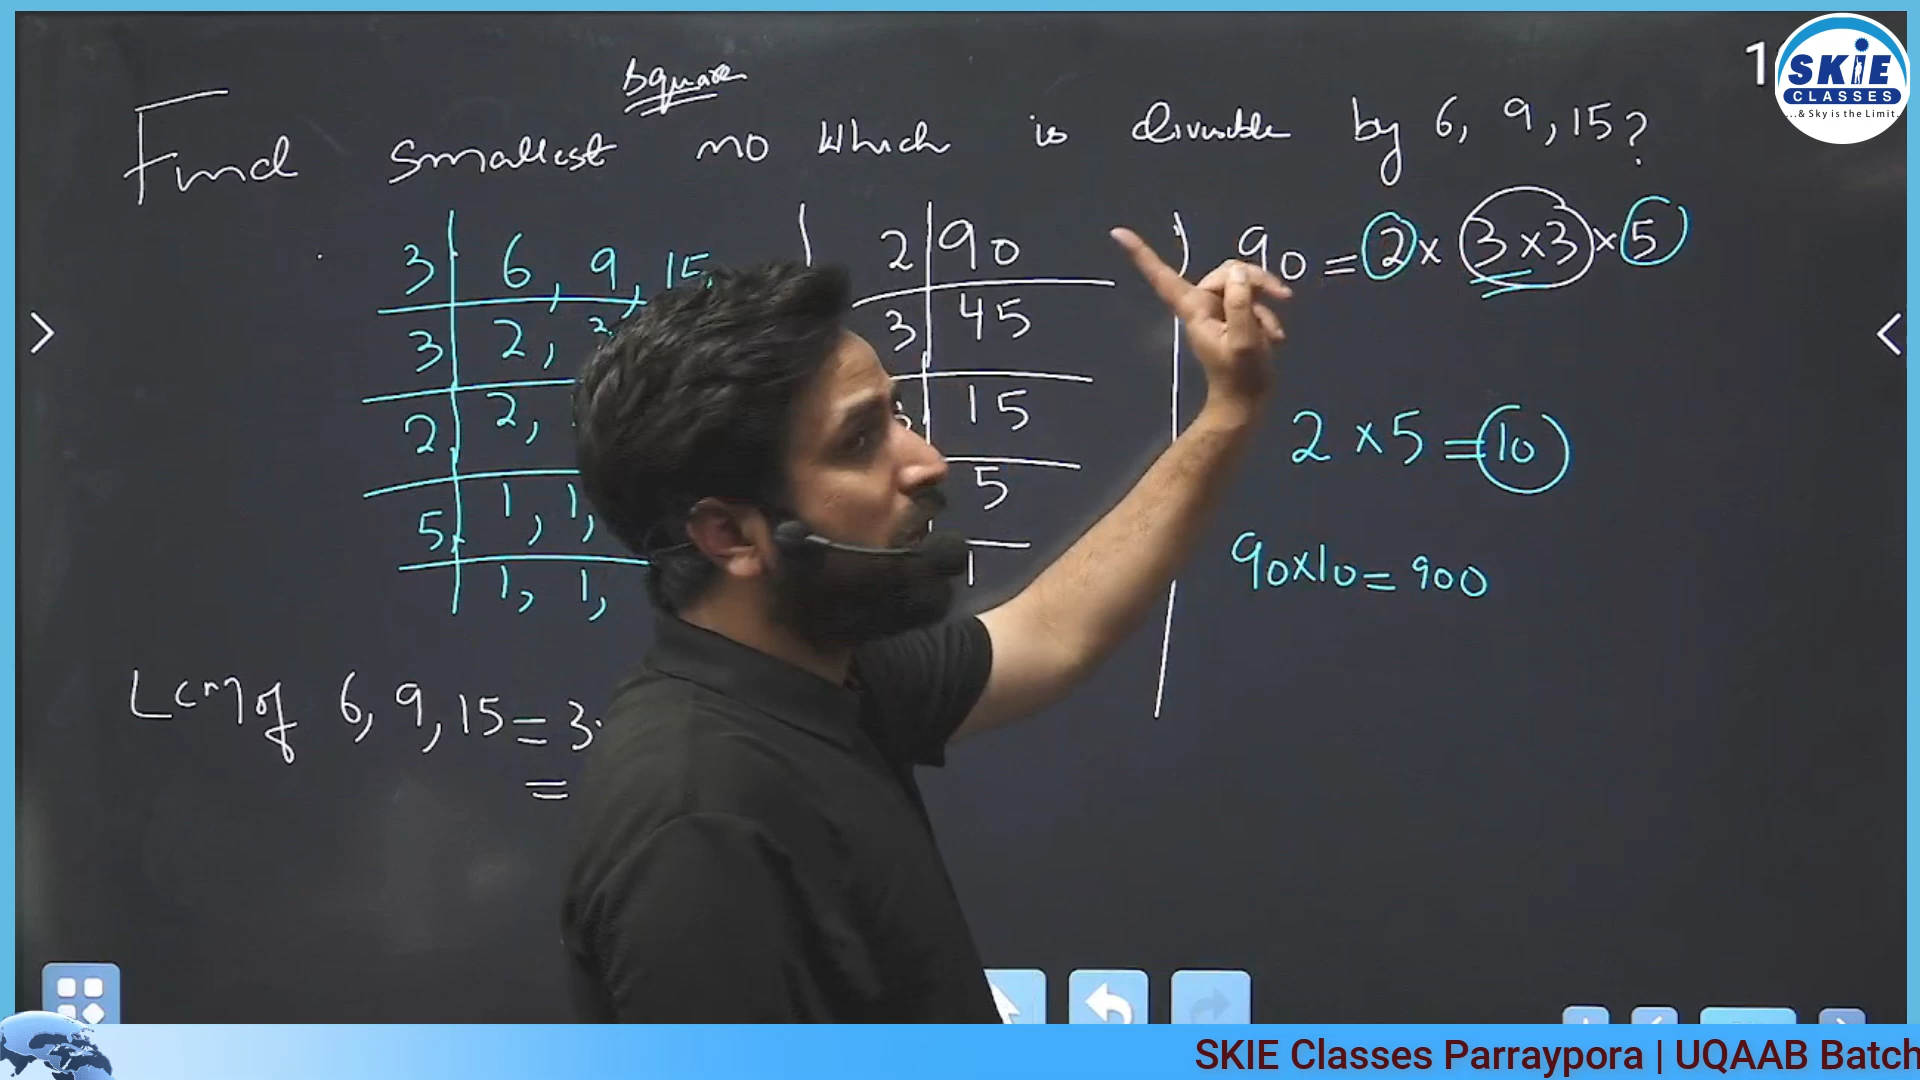 square
Find smallest no which is divisible by 6, 9, 15?
1
SKIE
CLASSES
...& Sky is the Limit.
3 6, 9, 15,
3 2,
2 2,
5 1, 1,
1, 1,
2 90
3 45
15
5
1
90 = 2 × 3 × 3 × 5
2 × 5 = 10
90 × 10 = 900
Lcm of 6, 9, 15 = 3
=
SKIE Classes Parraypora | UQAAB Batch